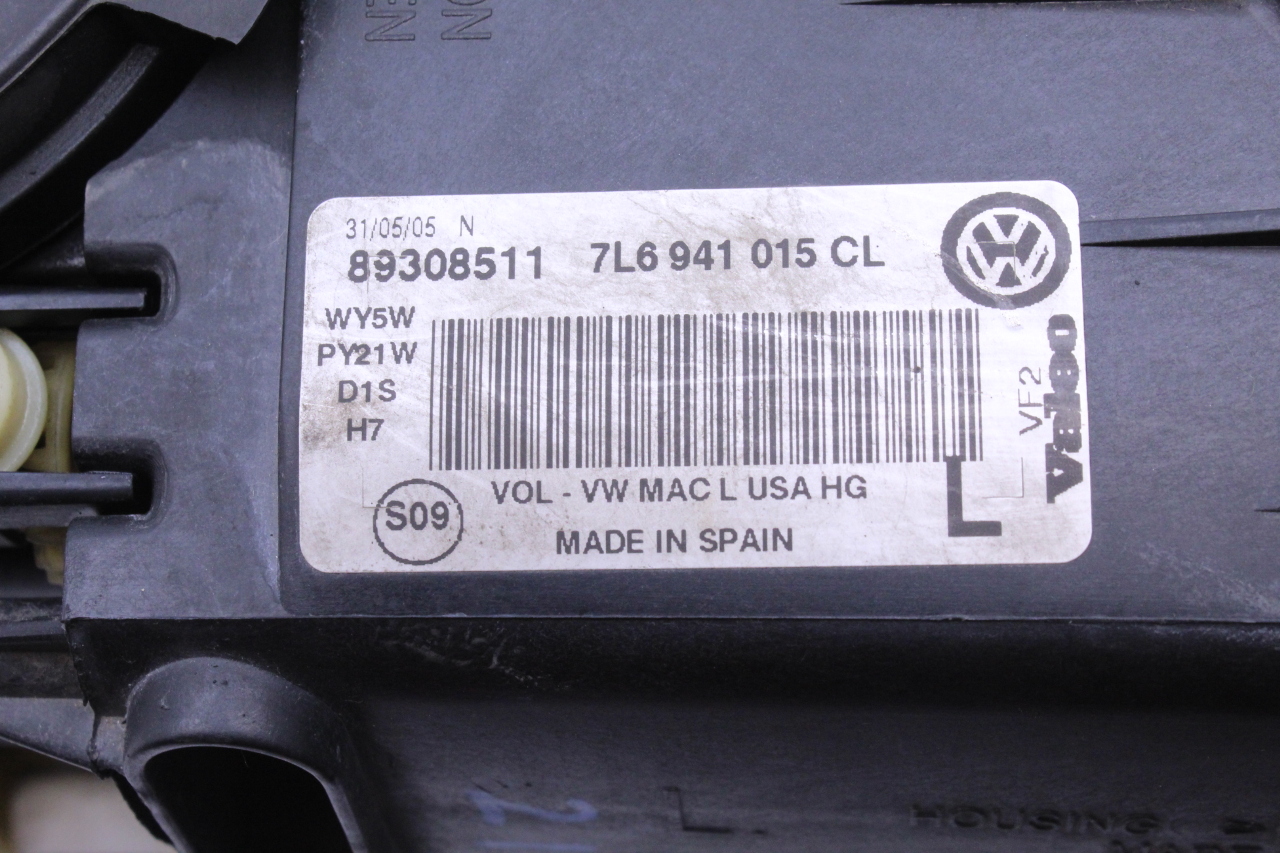 31/05/05 N
89308511 7L6 941 015 CL
WY5W
PY21W
D1S
H7
VF2
Valeo
S09
VOL - VW MAC L USA HG
L
MADE IN SPAIN
L.
HOUSING